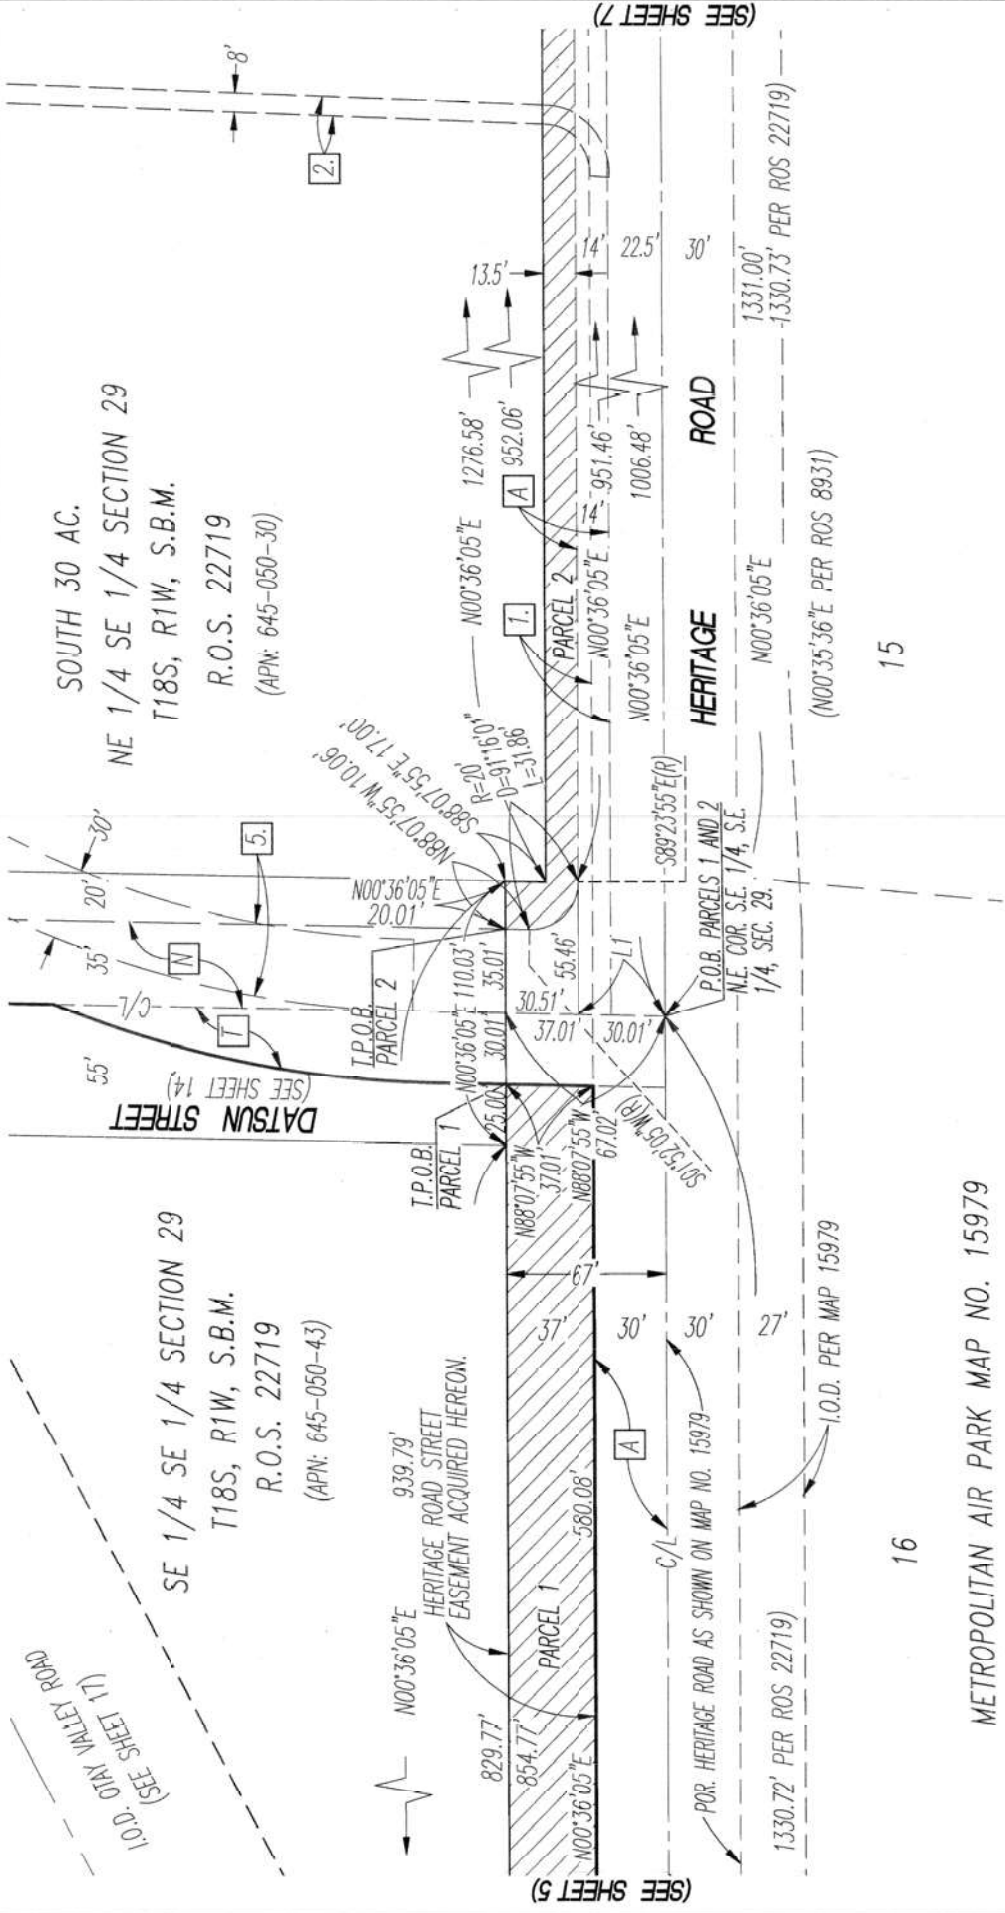 (SEE SHEET 7)
8'
2.
13.5'
14'
22.5'
30'
1331.00'
1330.73' PER ROS 22719)
SOUTH 30 AC.
NE 1/4 SE 1/4 SECTION 29
T18S, R1W, S.B.M.
R.O.S. 22719
(APN: 645-050-30)
N00°36'05"E 1276.58'
952.06'
A
1.
PARCEL 2
14'
N00°36'05"E 951.46'
N00°36'05"E 1006.48'
HERITAGE ROAD
N00°36'05"E
(N00°35'36"E PER ROS 8931)
15
30'
20'
35'
55'
5.
N
T
C/L
DATSUN STREET
(SEE SHEET 14)
N88°07'55"W 10.06'
S88°07'55"E 17.00'
R=20'
D=91°16'01"
L=31.86'
N00°36'05"E
20.01'
T.P.O.B.
PARCEL 2
N00°36'05"E 110.03'
25.00'
30.01'
35.01'
T.P.O.B.
PARCEL 1
30.51'
55.46'
37.01'
30.01'
L1
S89°23'55"E(R)
P.O.B. PARCELS 1 AND 2
N.E. COR. S.E. 1/4, S.E.
1/4, SEC. 29.
N88°07'55"W
37.01'
N88°07'55"W
67.02'
S01°52'05"W(R)
SE 1/4 SE 1/4 SECTION 29
T18S, R1W, S.B.M.
R.O.S. 22719
(APN: 645-050-43)
67'
37'
30'
30'
27'
I.O.D. OTAY VALLEY ROAD
(SEE SHEET 17)
N00°36'05"E 939.79'
HERITAGE ROAD STREET
EASEMENT ACQUIRED HEREON.
829.77'
854.77'
PARCEL 1
580.08'
N00°36'05"E
A
C/L
POR. HERITAGE ROAD AS SHOWN ON MAP NO. 15979
I.O.D. PER MAP 15979
1330.72' PER ROS 22719)
(SEE SHEET 5)
16
METROPOLITAN AIR PARK MAP NO. 15979